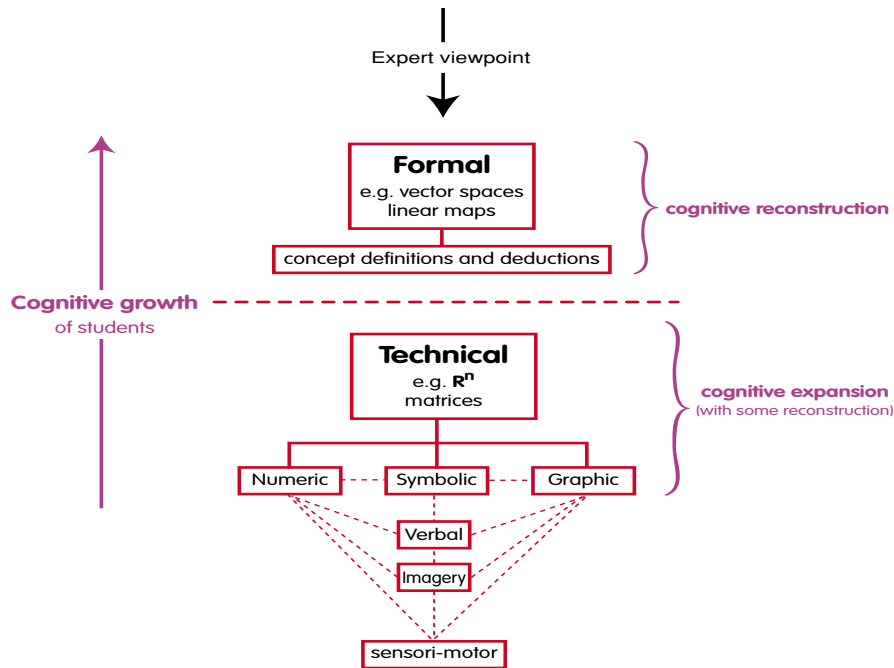 Expert viewpoint
Formal
e.g. vector spaces
linear maps
cognitive reconstruction
concept definitions and deductions
Cognitive growth
of students
Technical
e.g. Rⁿ
matrices
cognitive expansion
(with some reconstruction)
Numeric
Symbolic
Graphic
Verbal
Imagery
sensori-motor